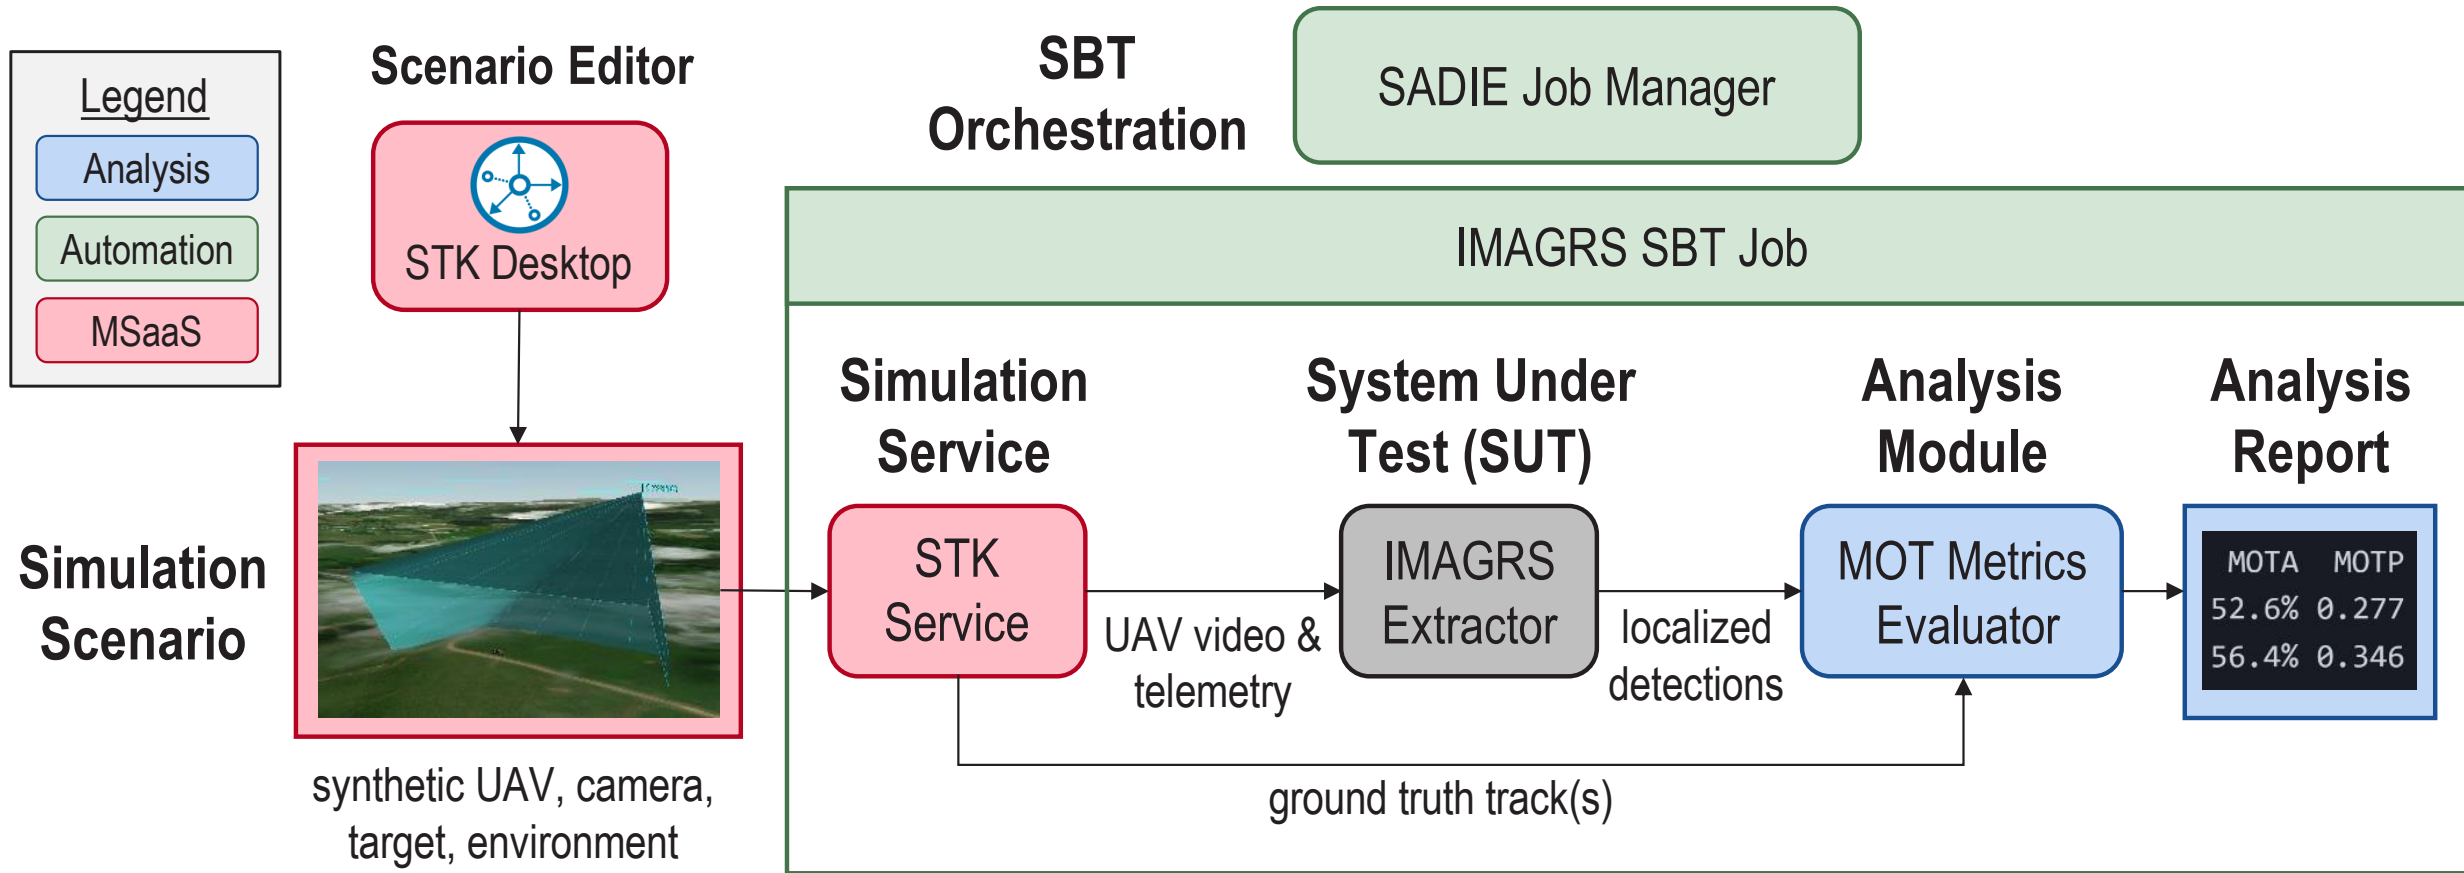 Legend
Analysis
Automation
MSaaS
Scenario Editor
STK Desktop
SBT
Orchestration
SADIE Job Manager
IMAGRS SBT Job
Simulation
Scenario
synthetic UAV, camera,
target, environment
Simulation
Service
STK
Service
UAV video &
telemetry
System Under
Test (SUT)
IMAGRS
Extractor
localized
detections
ground truth track(s)
Analysis
Module
MOT Metrics
Evaluator
Analysis
Report
MOTA MOTP
52.6% 0.277
56.4% 0.346